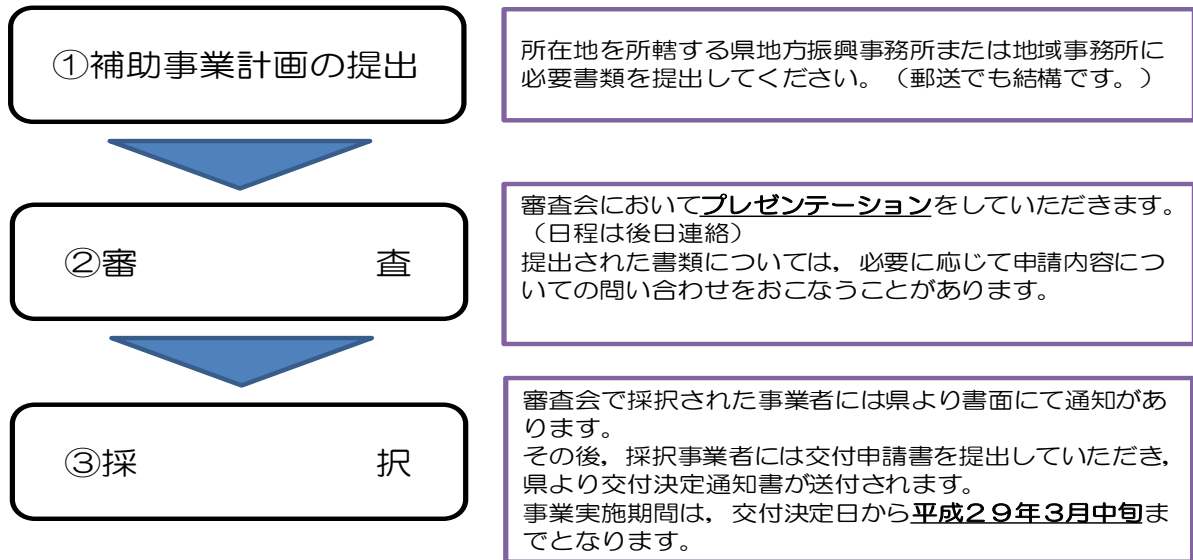 ①補助事業計画の提出
所在地を所轄する県地方振興事務所または地域事務所に
必要書類を提出してください。（郵送でも結構です。）
②審　　　　　　　　査
審査会においてプレゼンテーションをしていただきます。
（日程は後日連絡）
提出された書類については，必要に応じて申請内容につ
いての問い合わせをおこなうことがあります。
③採　　　　　　　　択
審査会で採択された事業者には県より書面にて通知があ
ります。
その後，採択事業者には交付申請書を提出していただき，
県より交付決定通知書が送付されます。
事業実施期間は，交付決定日から平成２９年３月中旬ま
でとなります。